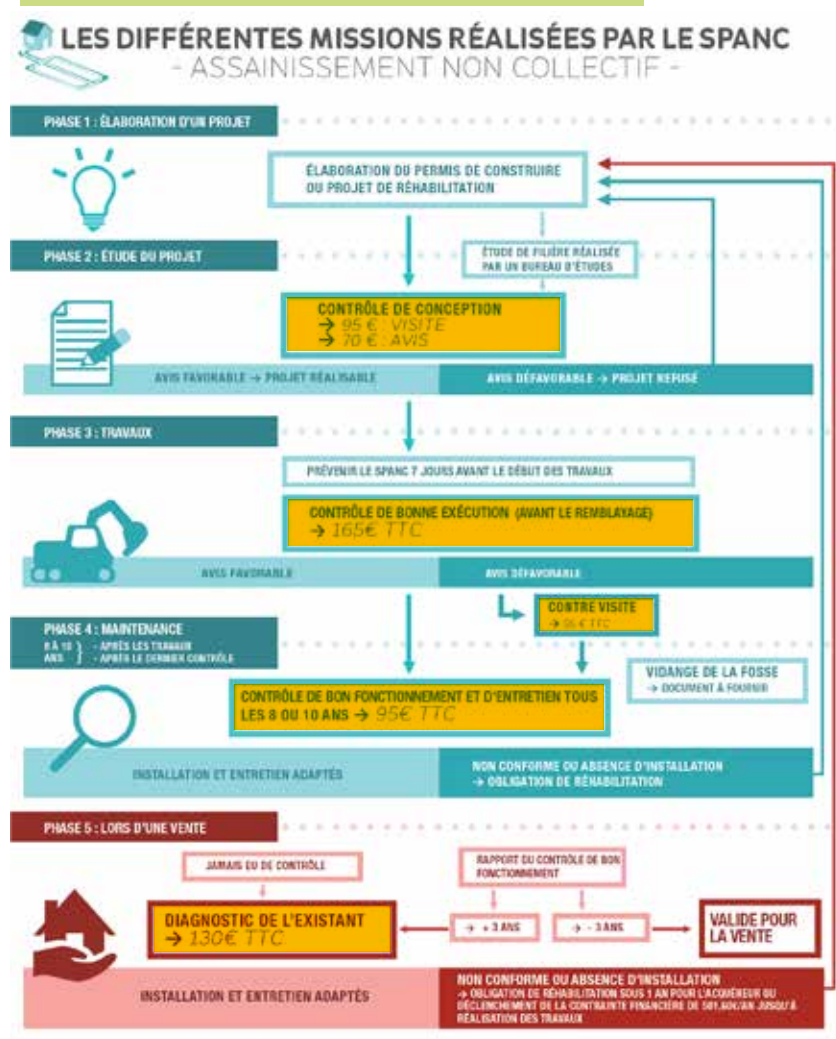 LES DIFFÉRENTES MISSIONS RÉALISÉES PAR LE SPANC
- ASSAINISSEMENT NON COLLECTIF -
PHASE 1 : ÉLABORATION D'UN PROJET
ÉLABORATION DU PERMIS DE CONSTRUIRE
OU PROJET DE RÉHABILITATION
PHASE 2 : ÉTUDE DU PROJET
ÉTUDE DE FILIÈRE RÉALISÉE
PAR UN BUREAU D'ÉTUDES
CONTRÔLE DE CONCEPTION
→ 95 € : VISITE
→ 70 € : AVIS
AVIS FAVORABLE → PROJET RÉALISABLE
AVIS DÉFAVORABLE → PROJET REFUSÉ
PHASE 3 : TRAVAUX
PRÉVENIR LE SPANC 7 JOURS AVANT LE DÉBUT DES TRAVAUX
CONTRÔLE DE BONNE EXÉCUTION (AVANT LE REMBLAYAGE)
→ 165€ TTC
AVIS FAVORABLE
AVIS DÉFAVORABLE
CONTRE VISITE
→ 95 € TTC
PHASE 4 : MAINTENANCE
8 À 10 ANS } - APRÈS LES TRAVAUX
- APRÈS LE DERNIER CONTRÔLE
VIDANGE DE LA FOSSE
→ DOCUMENT À FOURNIR
CONTRÔLE DE BON FONCTIONNEMENT ET D'ENTRETIEN TOUS
LES 8 OU 10 ANS → 95€ TTC
INSTALLATION ET ENTRETIEN ADAPTÉS
NON CONFORME OU ABSENCE D'INSTALLATION
→ OBLIGATION DE RÉHABILITATION
PHASE 5 : LORS D'UNE VENTE
JAMAIS EU DE CONTRÔLE
RAPPORT DU CONTRÔLE DE BON
FONCTIONNEMENT
DIAGNOSTIC DE L'EXISTANT
→ 130€ TTC
→ + 3 ANS
→ - 3 ANS
VALIDE POUR
LA VENTE
INSTALLATION ET ENTRETIEN ADAPTÉS
NON CONFORME OU ABSENCE D'INSTALLATION
→ OBLIGATION DE RÉHABILITATION SOUS 1 AN POUR L'ACQUÉREUR OU
DÉCLENCHEMENT DE LA CONTRAINTE FINANCIÈRE DE 501,60€/AN JUSQU'À
RÉALISATION DES TRAVAUX